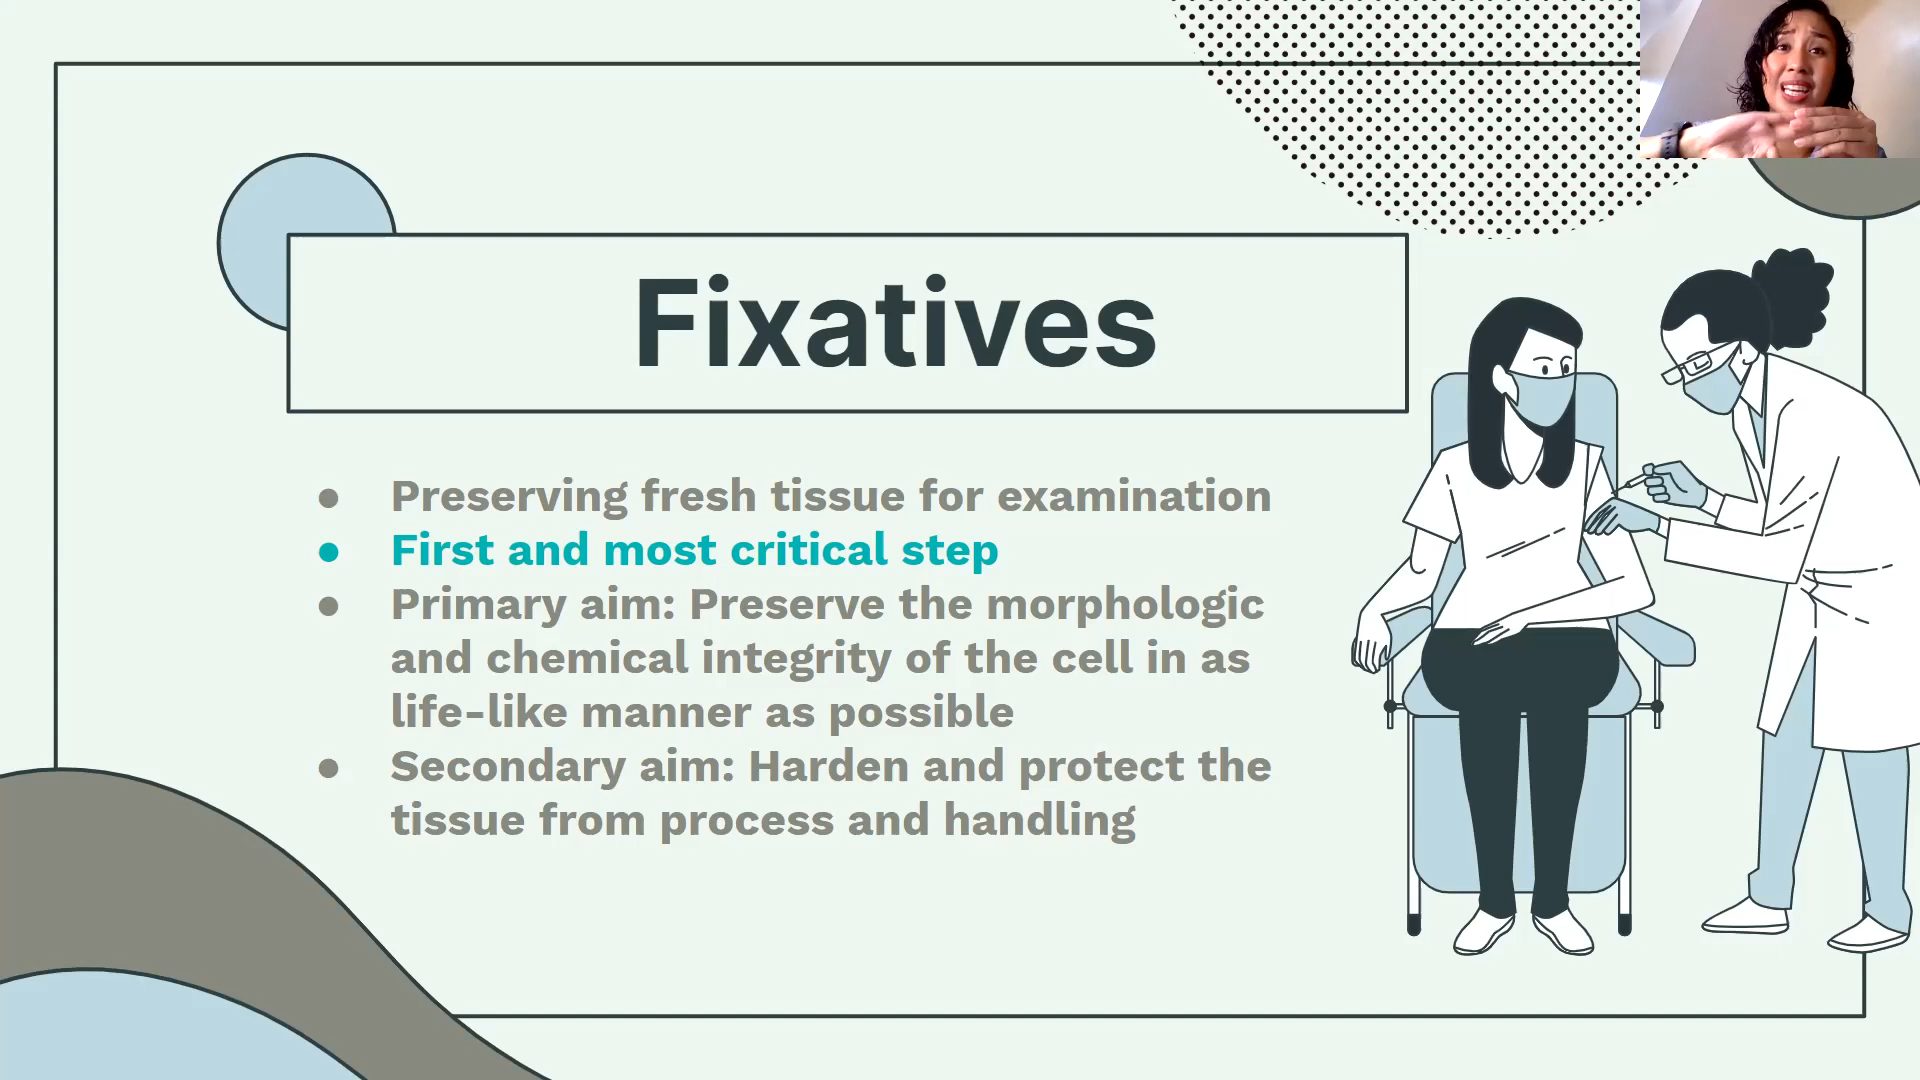 Fixatives
● Preserving fresh tissue for examination
● First and most critical step
● Primary aim: Preserve the morphologic
and chemical integrity of the cell in as
life-like manner as possible
● Secondary aim: Harden and protect the
tissue from process and handling